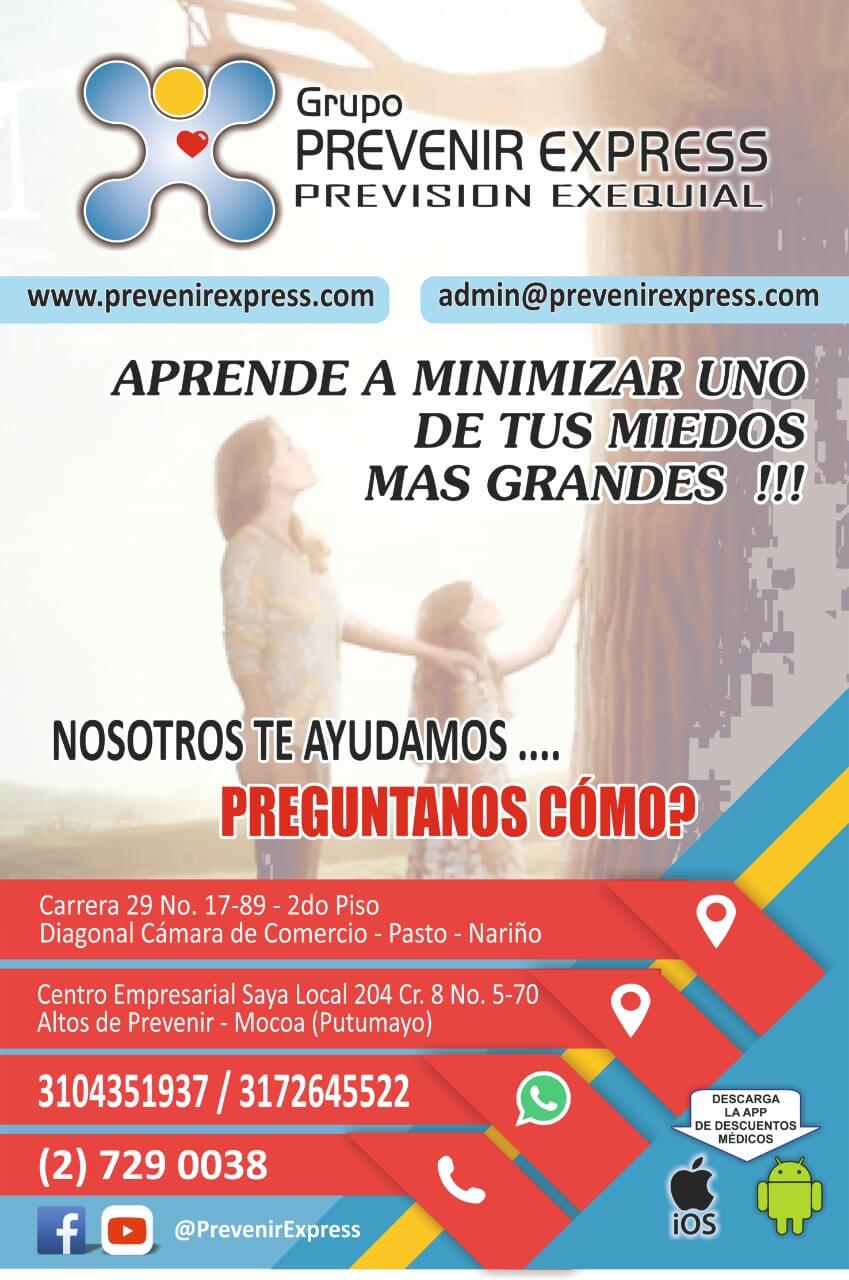 Grupo
PREVENIR EXPRESS
PREVISION EXEQUIAL
www.prevenirexpress.com
admin@prevenirexpress.com
APRENDE A MINIMIZAR UNO
DE TUS MIEDOS
MAS GRANDES !!!
NOSOTROS TE AYUDAMOS ....
PREGUNTANOS CÓMO?
Carrera 29 No. 17-89 - 2do Piso
Diagonal Cámara de Comercio - Pasto - Nariño
Centro Empresarial Saya Local 204 Cr. 8 No. 5-70
Altos de Prevenir - Mocoa (Putumayo)
3104351937 / 3172645522
(2) 729 0038
@PrevenirExpress
DESCARGA
LA APP
DE DESCUENTOS
MÉDICOS
iOS